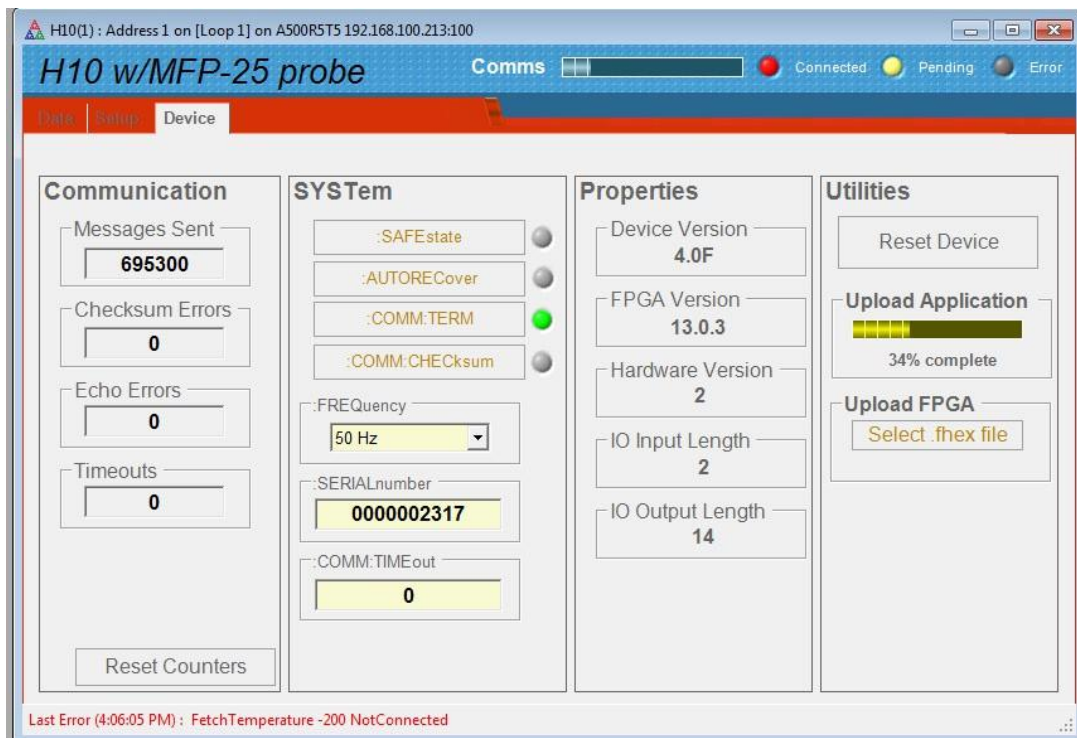 H10(1) : Address 1 on [Loop 1] on A500R5T5 192.168.100.213:100
H10 w/MFP-25 probe
Comms
Connected
Pending
Error
Data
Setup
Device
Communication
Messages Sent
695300
Checksum Errors
0
Echo Errors
0
Timeouts
0
Reset Counters
SYSTem
:SAFEstate
:AUTORECover
:COMM:TERM
:COMM:CHECksum
:FREQuency
50 Hz
:SERIALnumber
0000002317
:COMM:TIMEout
0
Properties
Device Version
4.0F
FPGA Version
13.0.3
Hardware Version
2
IO Input Length
2
IO Output Length
14
Utilities
Reset Device
Upload Application
34% complete
Upload FPGA
Select .fhex file
Last Error (4:06:05 PM) : FetchTemperature -200 NotConnected